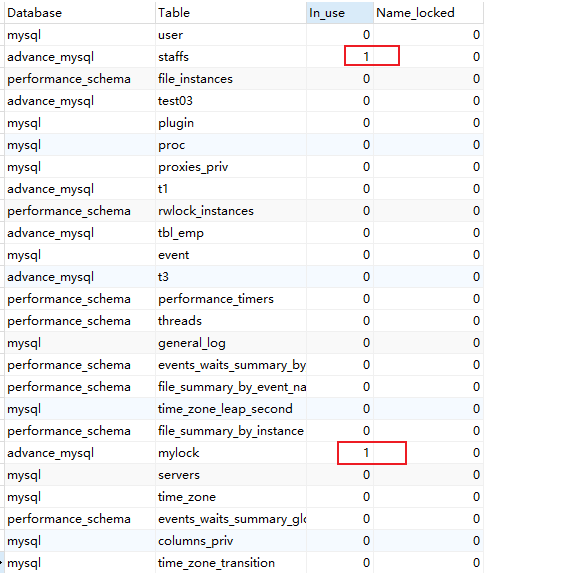 Database Table In_use Name_locked
mysql user 0 0
advance_mysql staffs 1 0
performance_schema file_instances 0 0
advance_mysql test03 0 0
mysql plugin 0 0
mysql proc 0 0
mysql proxies_priv 0 0
advance_mysql t1 0 0
performance_schema rwlock_instances 0 0
advance_mysql tbl_emp 0 0
mysql event 0 0
advance_mysql t3 0 0
performance_schema performance_timers 0 0
performance_schema threads 0 0
mysql general_log 0 0
performance_schema events_waits_summary_by 0 0
performance_schema file_summary_by_event_na 0 0
mysql time_zone_leap_second 0 0
performance_schema file_summary_by_instance 0 0
advance_mysql mylock 1 0
mysql servers 0 0
mysql time_zone 0 0
performance_schema events_waits_summary_glo 0 0
mysql columns_priv 0 0
mysql time_zone_transition 0 0